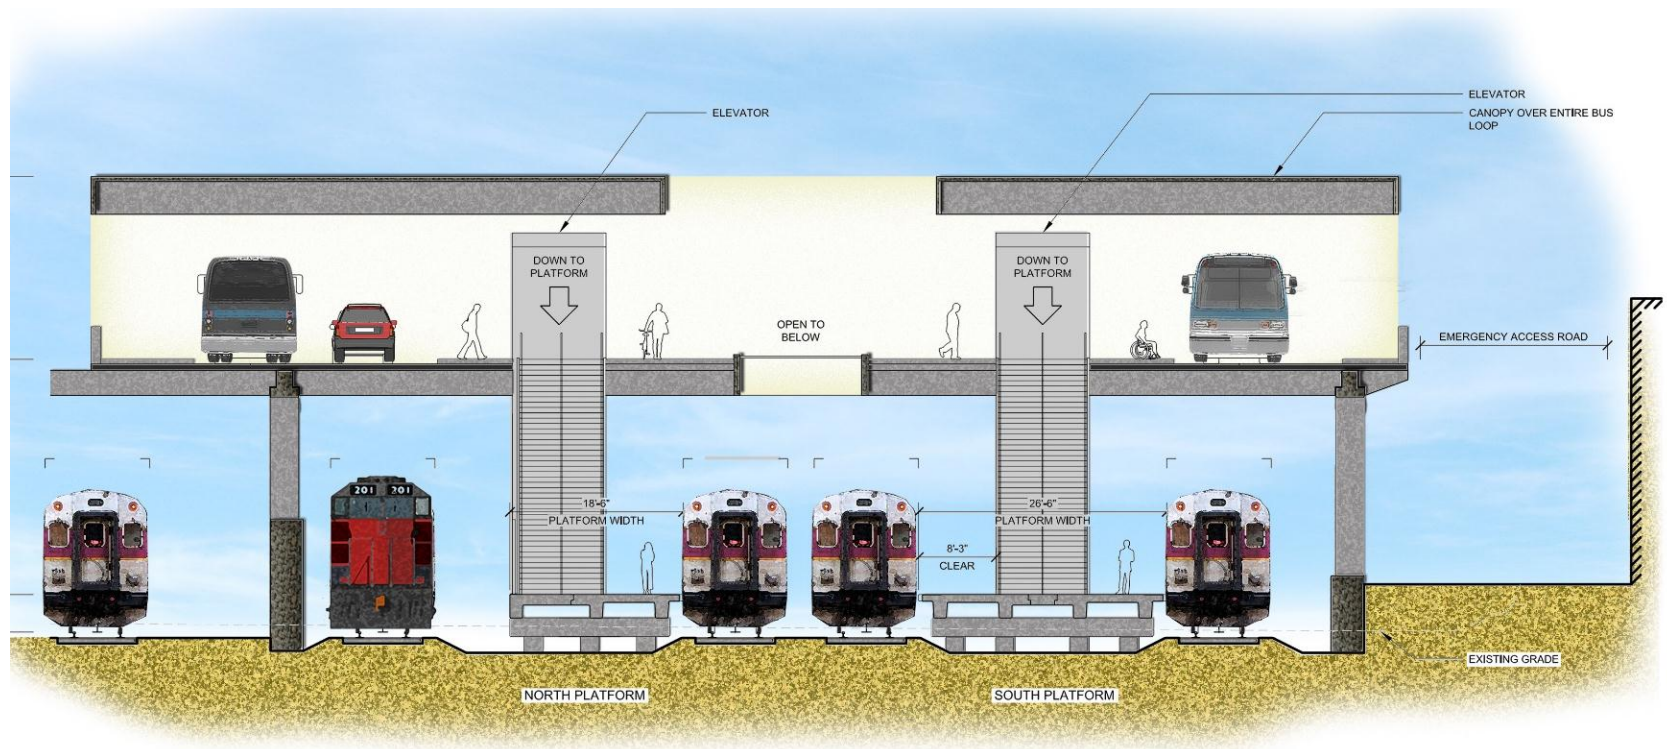 ELEVATOR
ELEVATOR
CANOPY OVER ENTIRE BUS
LOOP
DOWN TO
PLATFORM
DOWN TO
PLATFORM
OPEN TO
BELOW
EMERGENCY ACCESS ROAD
201 201
18'-6"
PLATFORM WIDTH
26'-6"
PLATFORM WIDTH
8'-3"
CLEAR
EXISTING GRADE
NORTH PLATFORM
SOUTH PLATFORM